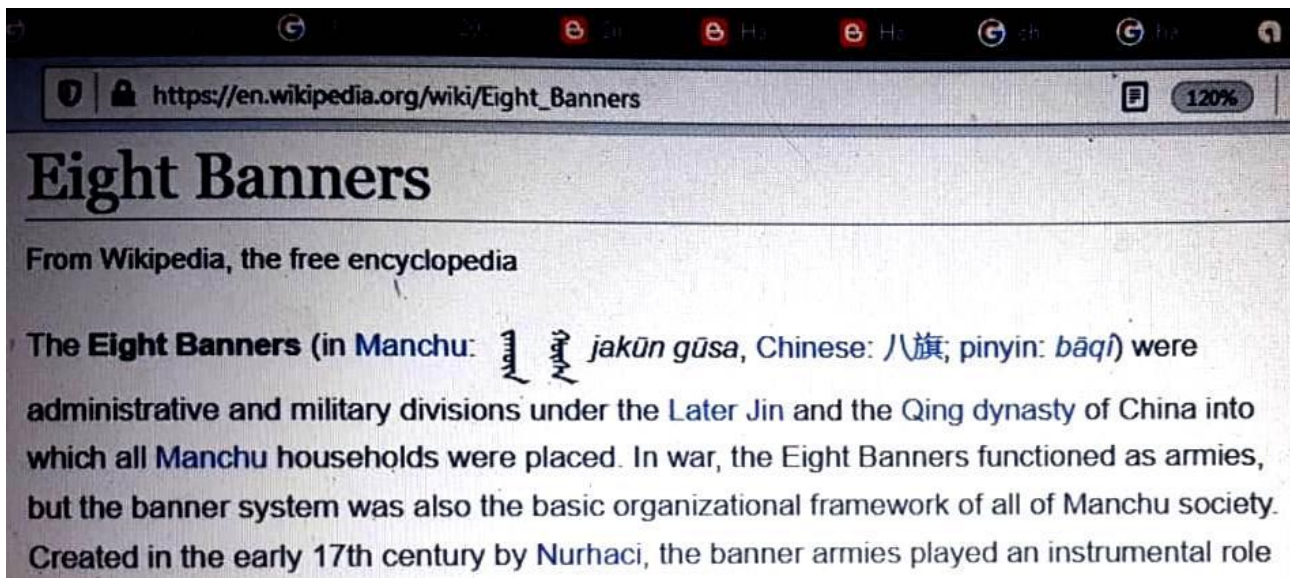 https://en.wikipedia.org/wiki/Eight_Banners 120%
Eight Banners
From Wikipedia, the free encyclopedia
The Eight Banners (in Manchu: ᠵᠠᡴᡡᠨ ᡤᡡᠰᠠ jakūn gūsa, Chinese: 八旗; pinyin: bāqí) were
administrative and military divisions under the Later Jin and the Qing dynasty of China into
which all Manchu households were placed. In war, the Eight Banners functioned as armies,
but the banner system was also the basic organizational framework of all of Manchu society.
Created in the early 17th century by Nurhaci, the banner armies played an instrumental role